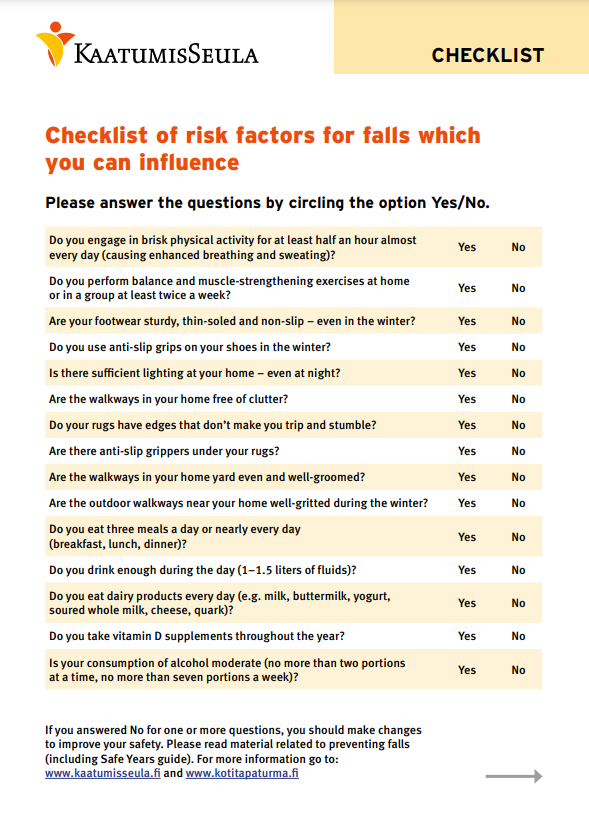 KAATUMISSEULA
CHECKLIST
Checklist of risk factors for falls which
you can influence
Please answer the questions by circling the option Yes/No.
Do you engage in brisk physical activity for at least half an hour almost
every day (causing enhanced breathing and sweating)? Yes No
Do you perform balance and muscle-strengthening exercises at home
or in a group at least twice a week? Yes No
Are your footwear sturdy, thin-soled and non-slip – even in the winter? Yes No
Do you use anti-slip grips on your shoes in the winter? Yes No
Is there sufficient lighting at your home – even at night? Yes No
Are the walkways in your home free of clutter? Yes No
Do your rugs have edges that don’t make you trip and stumble? Yes No
Are there anti-slip grippers under your rugs? Yes No
Are the walkways in your home yard even and well-groomed? Yes No
Are the outdoor walkways near your home well-gritted during the winter? Yes No
Do you eat three meals a day or nearly every day
(breakfast, lunch, dinner)? Yes No
Do you drink enough during the day (1–1.5 liters of fluids)? Yes No
Do you eat dairy products every day (e.g. milk, buttermilk, yogurt,
soured whole milk, cheese, quark)? Yes No
Do you take vitamin D supplements throughout the year? Yes No
Is your consumption of alcohol moderate (no more than two portions
at a time, no more than seven portions a week)? Yes No
If you answered No for one or more questions, you should make changes
to improve your safety. Please read material related to preventing falls
(including Safe Years guide). For more information go to:
www.kaatumisseula.fi and www.kotitapaturma.fi